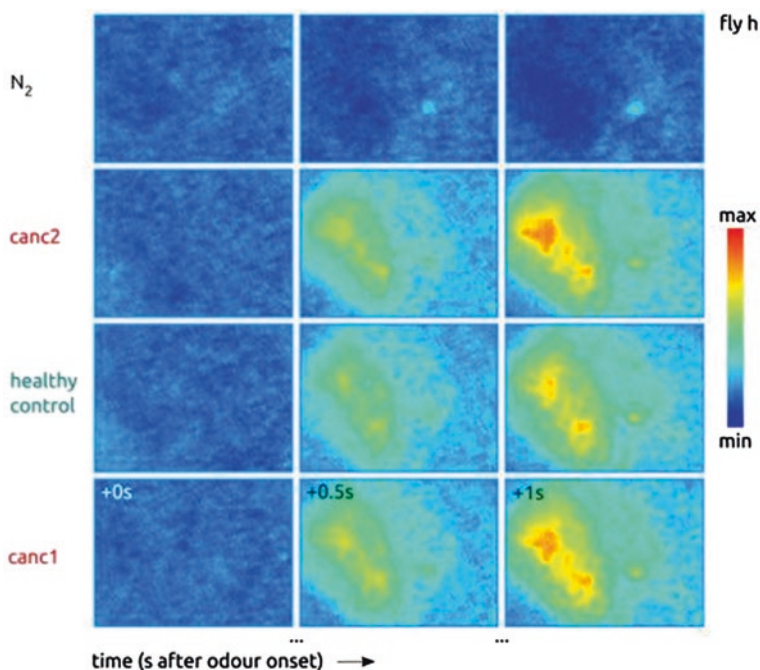 fly h
N2
canc2
max
healthy
control
min
+0s
+0.5s
+1s
canc1
...
...
time (s after odour onset) →